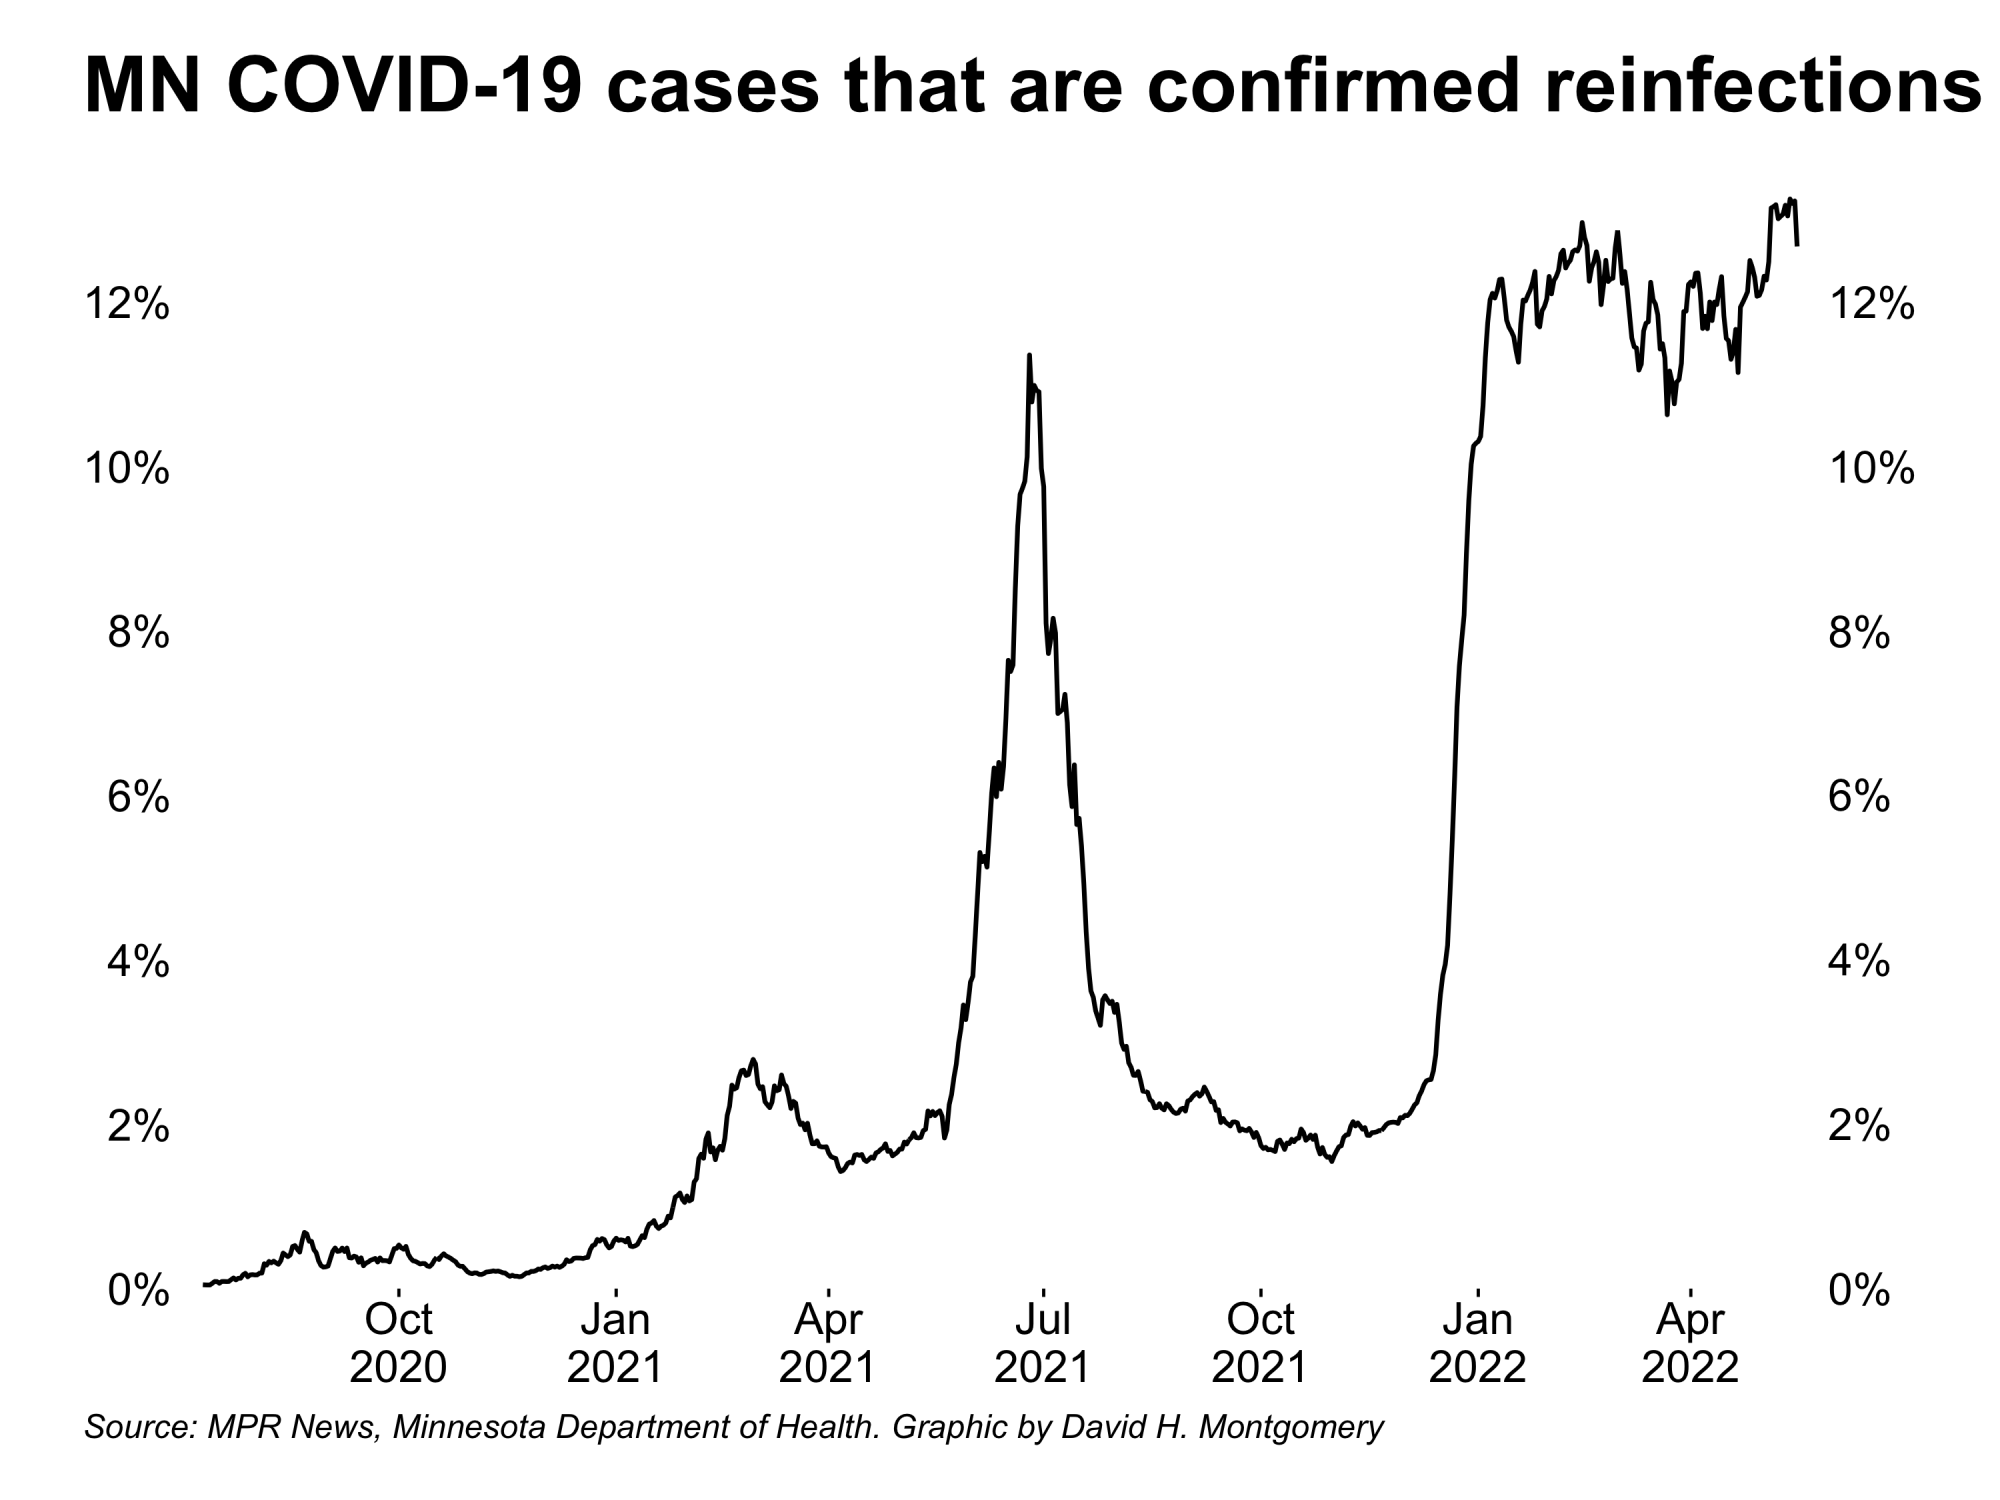 MN COVID-19 cases that are confirmed reinfections
12% 12%
10% 10%
8% 8%
6% 6%
4% 4%
2% 2%
0% 0%
Oct Jan Apr Jul Oct Jan Apr
2020 2021 2021 2021 2021 2022 2022
Source: MPR News, Minnesota Department of Health. Graphic by David H. Montgomery